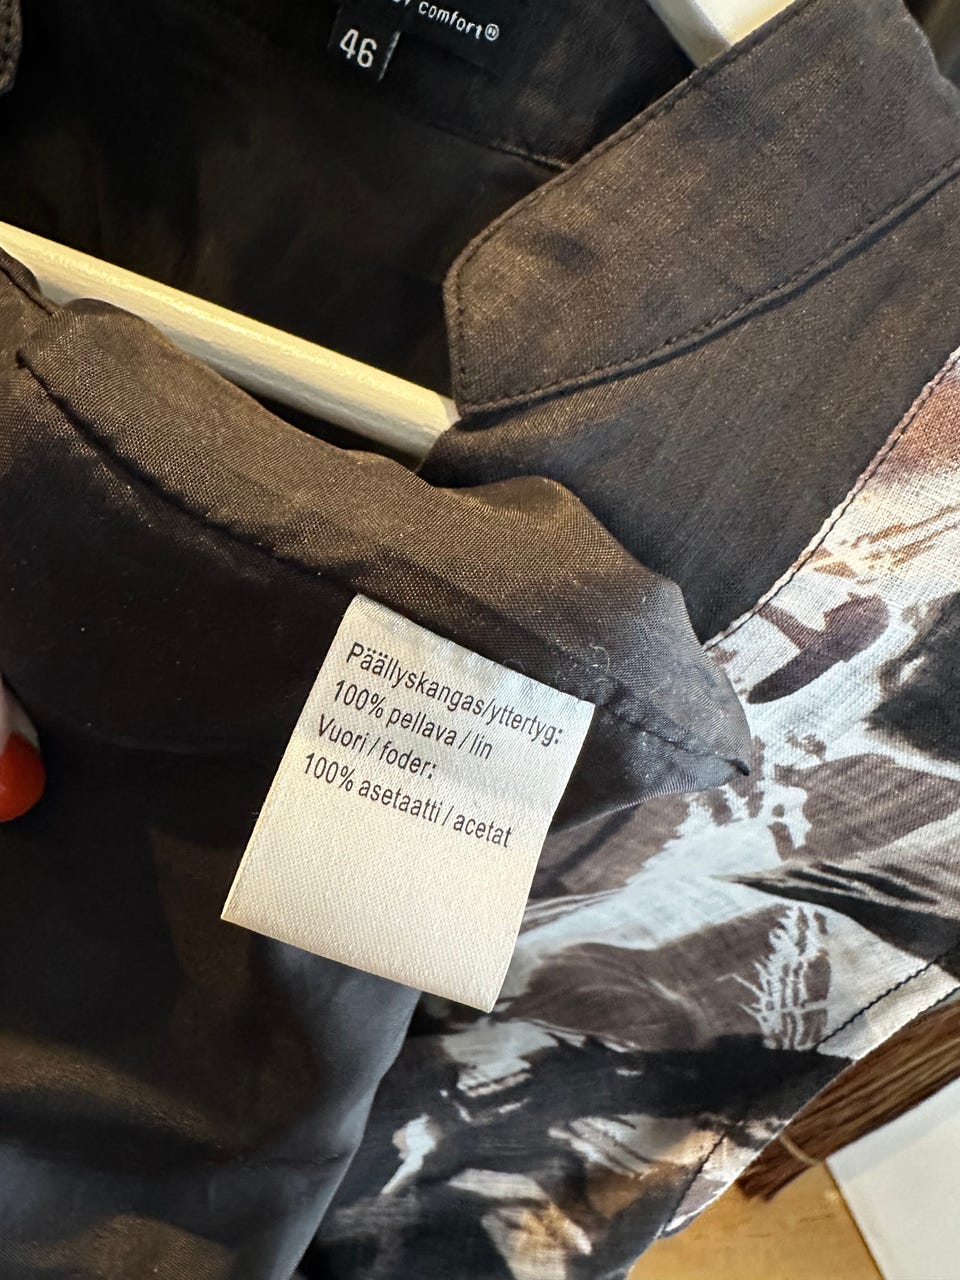 comfort®
46
Päällyskangas/yttertyg:
100% pellava / lin
Vuori / foder:
100% asetaatti / acetat